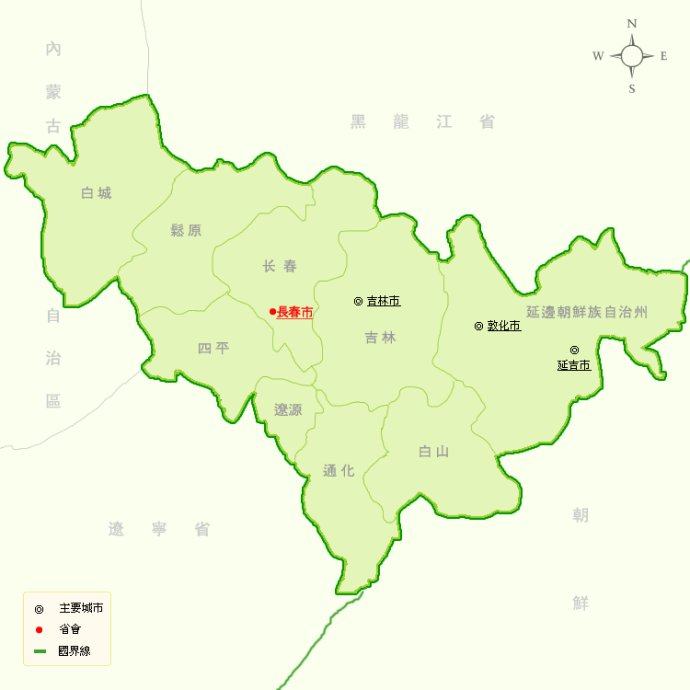 N
W E
S
內蒙古自治區
黑龍江省
白城
鬆原
长春
長春市
吉林市
吉林
四平
延邊朝鮮族自治州
敦化市
延吉市
遼源
通化
白山
遼寧省
朝鮮
主要城市
省會
國界線